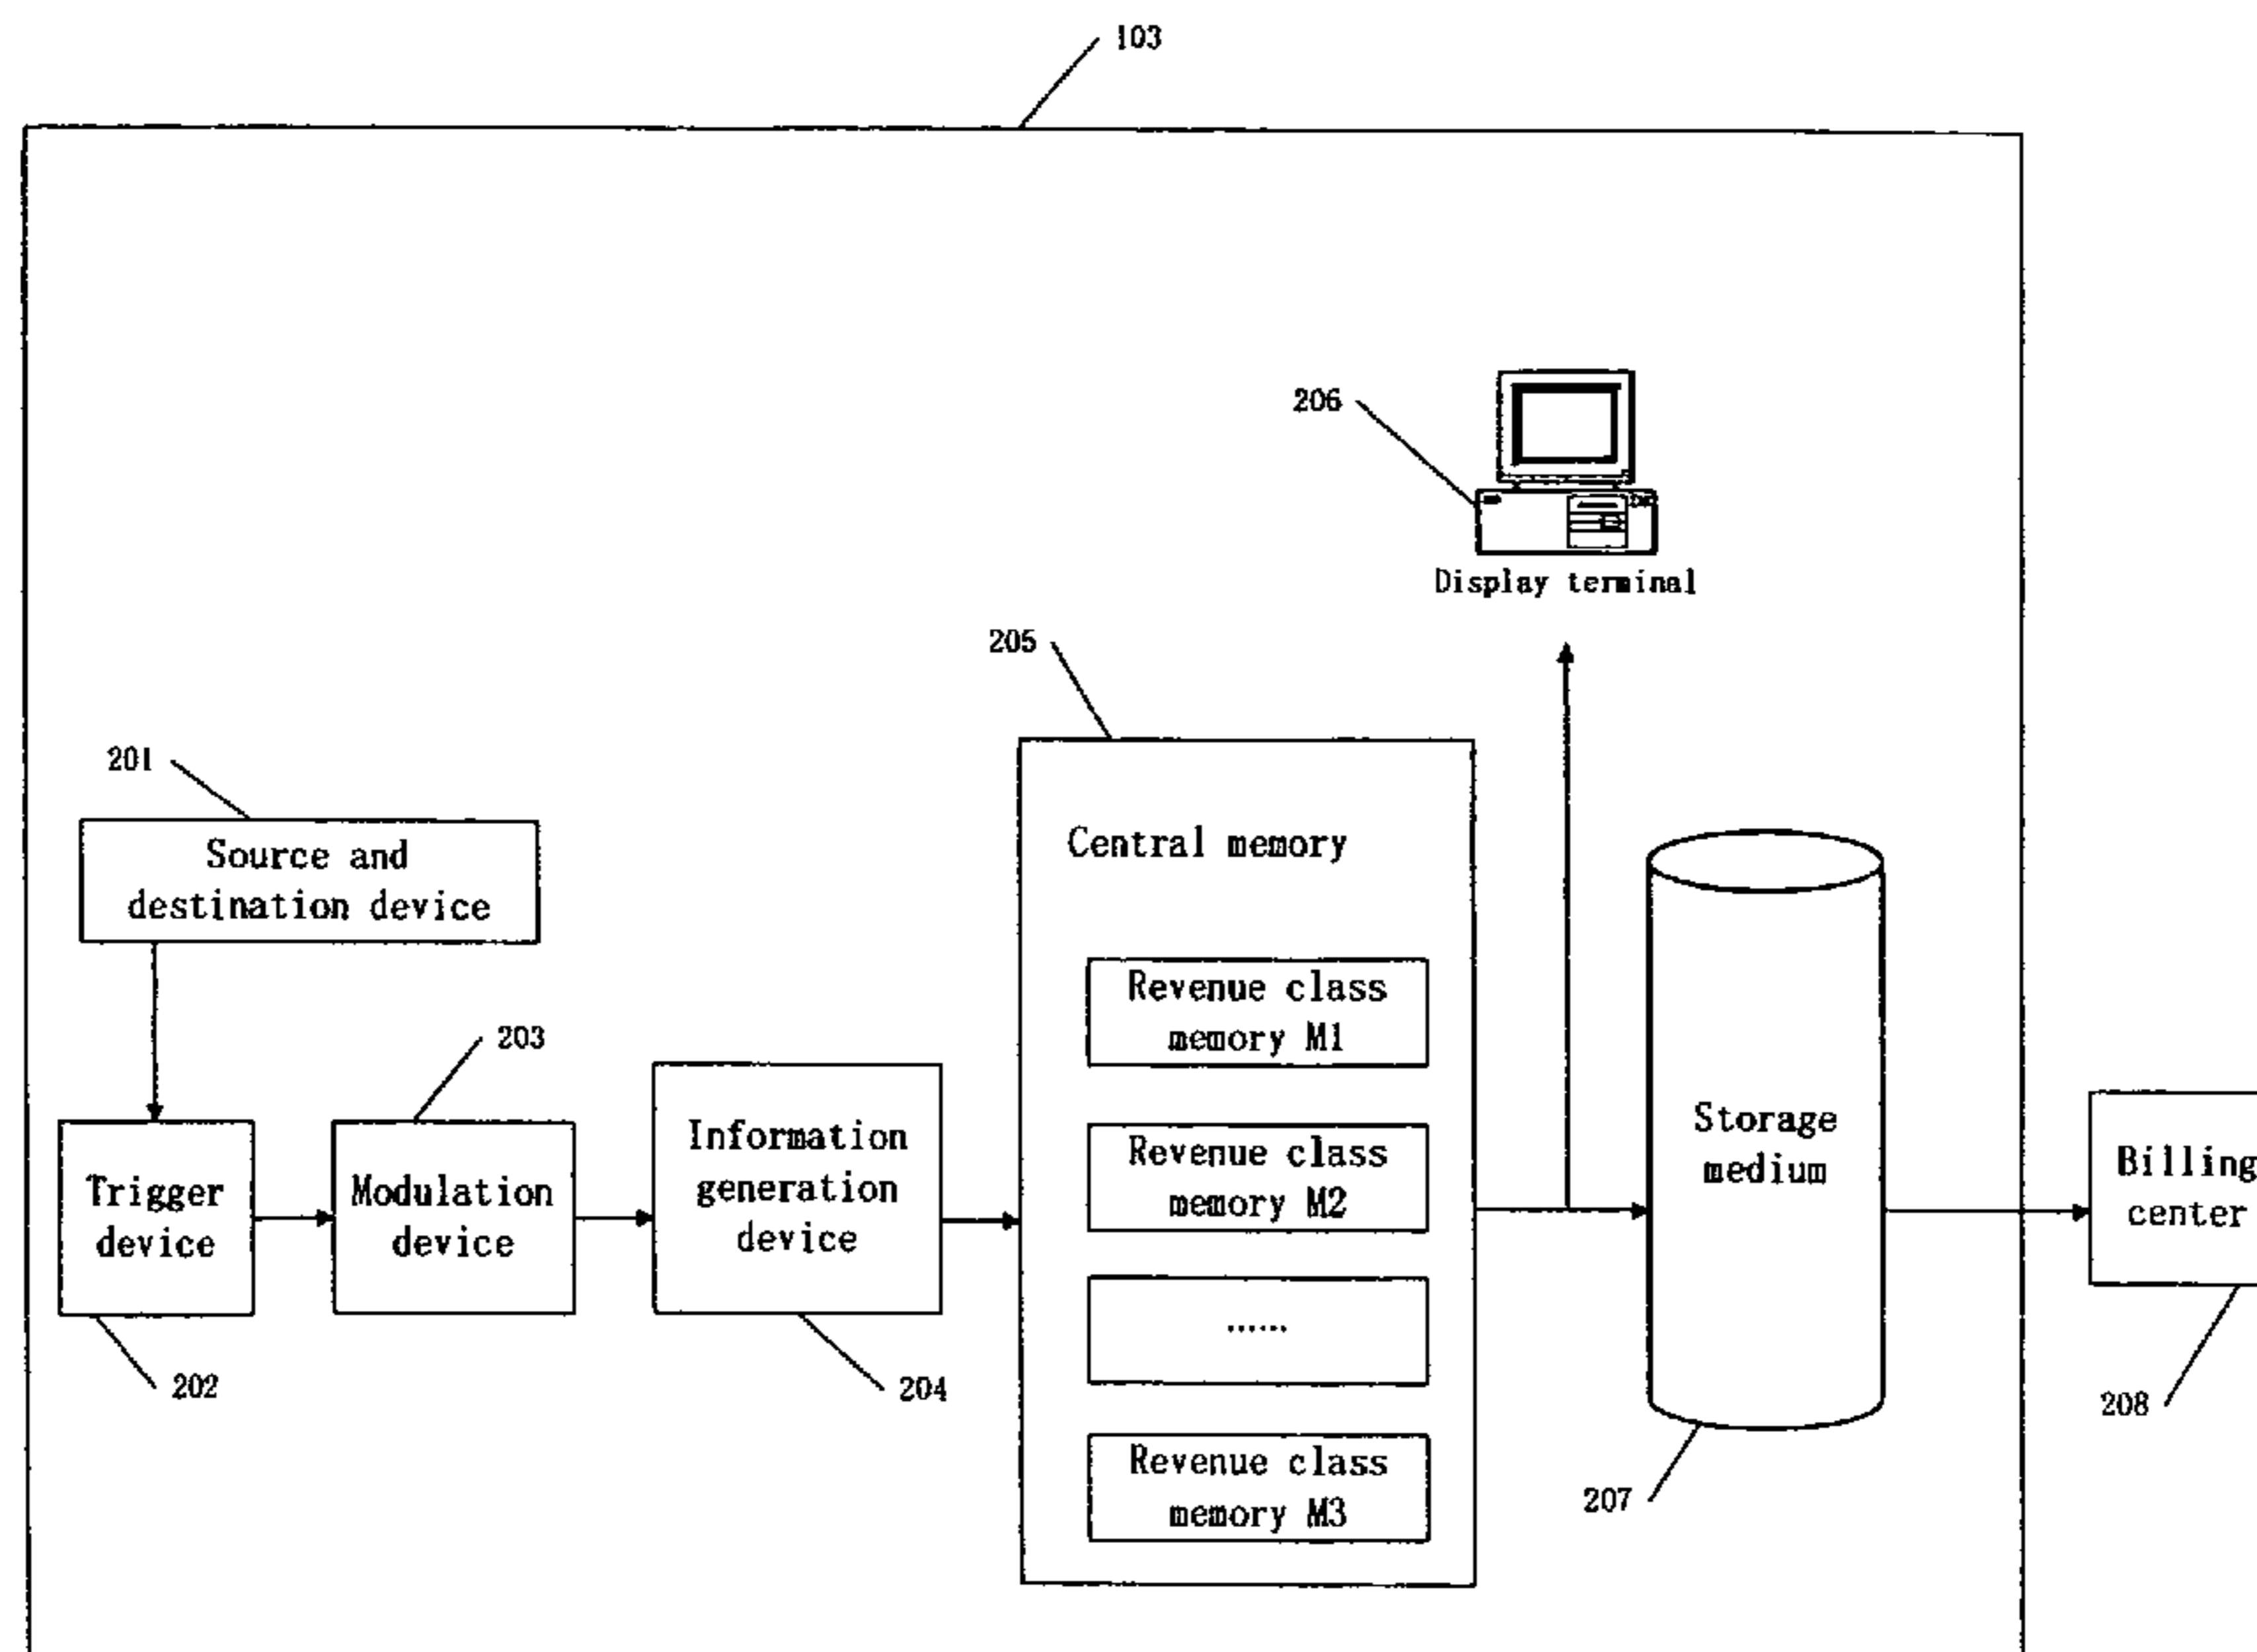 103
206
Display terminal
205
201
Source and
destination device
Central memory
Revenue class
memory M1
203
Revenue class
memory M2
Information
generation
device
Storage
medium
Billing
center
Trigger
device
Modulation
device
......
202
204
208
Revenue class
memory M3
207